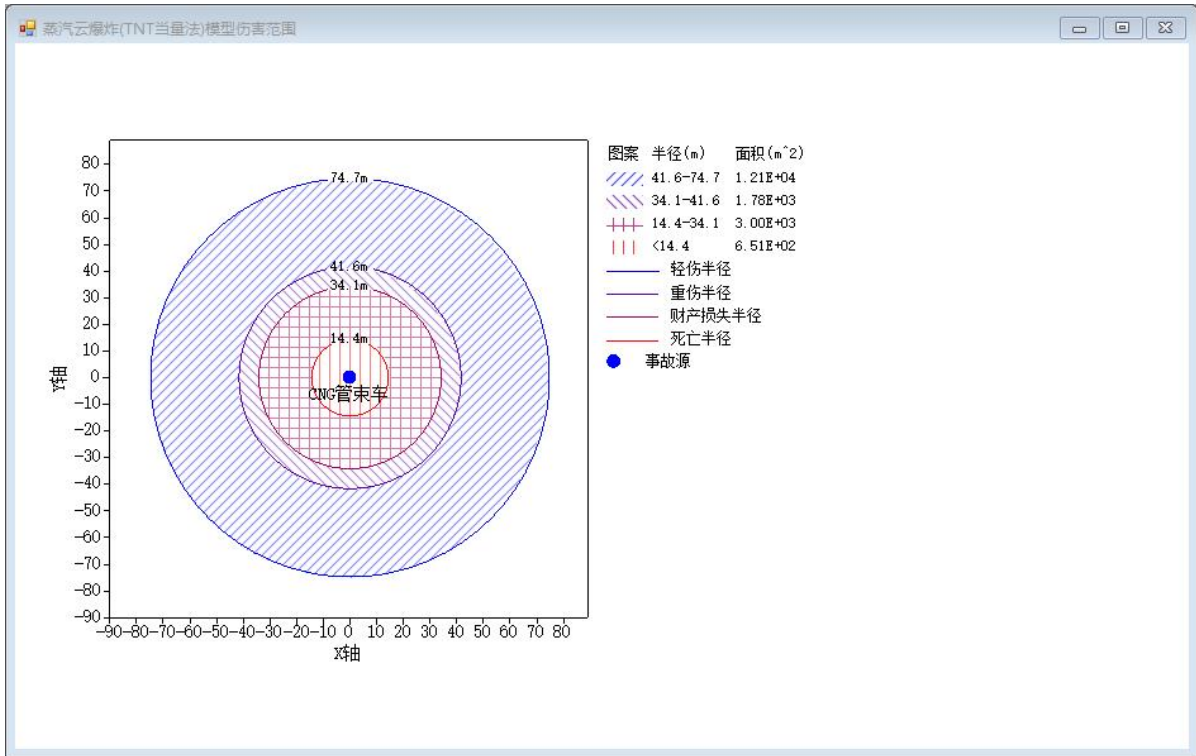 蒸汽云爆炸(TNT当量法)模型伤害范围
图案 半径(m) 面积(m^2)
41.6-74.7 1.21E+04
34.1-41.6 1.78E+03
14.4-34.1 3.00E+03
<14.4 6.51E+02
轻伤半径
重伤半径
财产损失半径
死亡半径
事故源
80
70
60
50
40
30
20
10
0
-10
-20
-30
-40
-50
-60
-70
-80
-90
Y轴
74.7m
41.6m
34.1m
14.4m
CNG管束车
-90-80-70-60-50-40-30-20-10 0 10 20 30 40 50 60 70 80
X轴